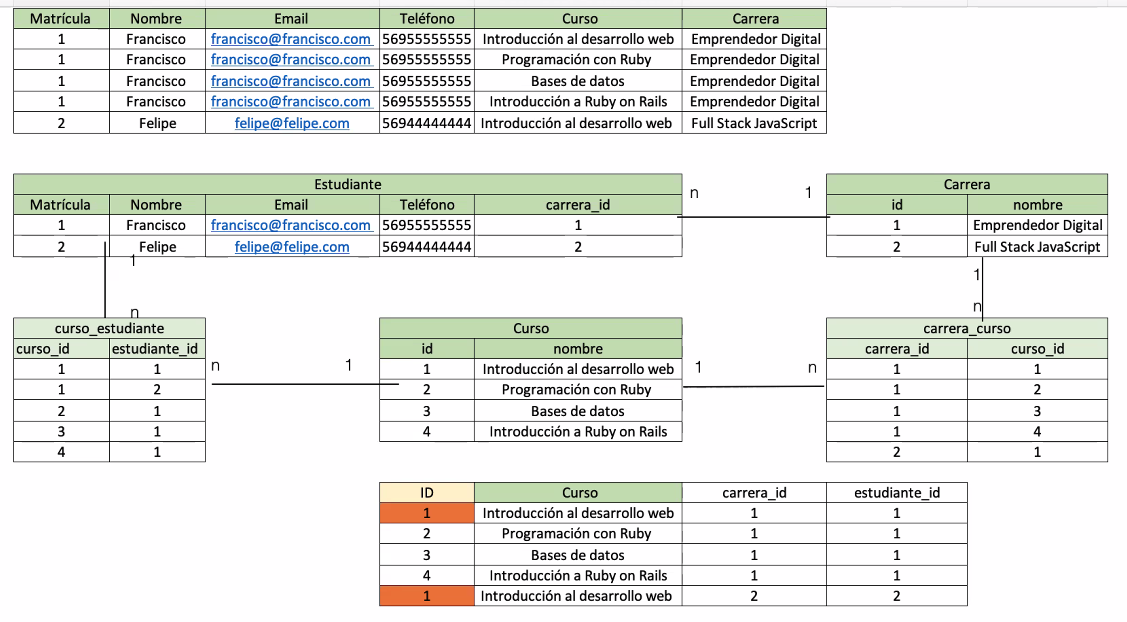 Matrícula Nombre Email Teléfono Curso Carrera
1 Francisco francisco@francisco.com 56955555555 Introducción al desarrollo web Emprendedor Digital
1 Francisco francisco@francisco.com 56955555555 Programación con Ruby Emprendedor Digital
1 Francisco francisco@francisco.com 56955555555 Bases de datos Emprendedor Digital
1 Francisco francisco@francisco.com 56955555555 Introducción a Ruby on Rails Emprendedor Digital
2 Felipe felipe@felipe.com 56944444444 Introducción al desarrollo web Full Stack JavaScript
Estudiante n 1 Carrera
Matrícula Nombre Email Teléfono carrera_id id nombre
1 Francisco francisco@francisco.com 56955555555 1 1 Emprendedor Digital
2 Felipe felipe@felipe.com 56944444444 2 2 Full Stack JavaScript
1 1
n n
curso_estudiante Curso carrera_curso
curso_id estudiante_id id nombre carrera_id curso_id
1 1 n 1 1 Introducción al desarrollo web 1 n 1 1
1 2 2 Programación con Ruby 1 2
2 1 3 Bases de datos 1 3
3 1 4 Introducción a Ruby on Rails 1 4
4 1 2 1
ID Curso carrera_id estudiante_id
1 Introducción al desarrollo web 1 1
2 Programación con Ruby 1 1
3 Bases de datos 1 1
4 Introducción a Ruby on Rails 1 1
1 Introducción al desarrollo web 2 2